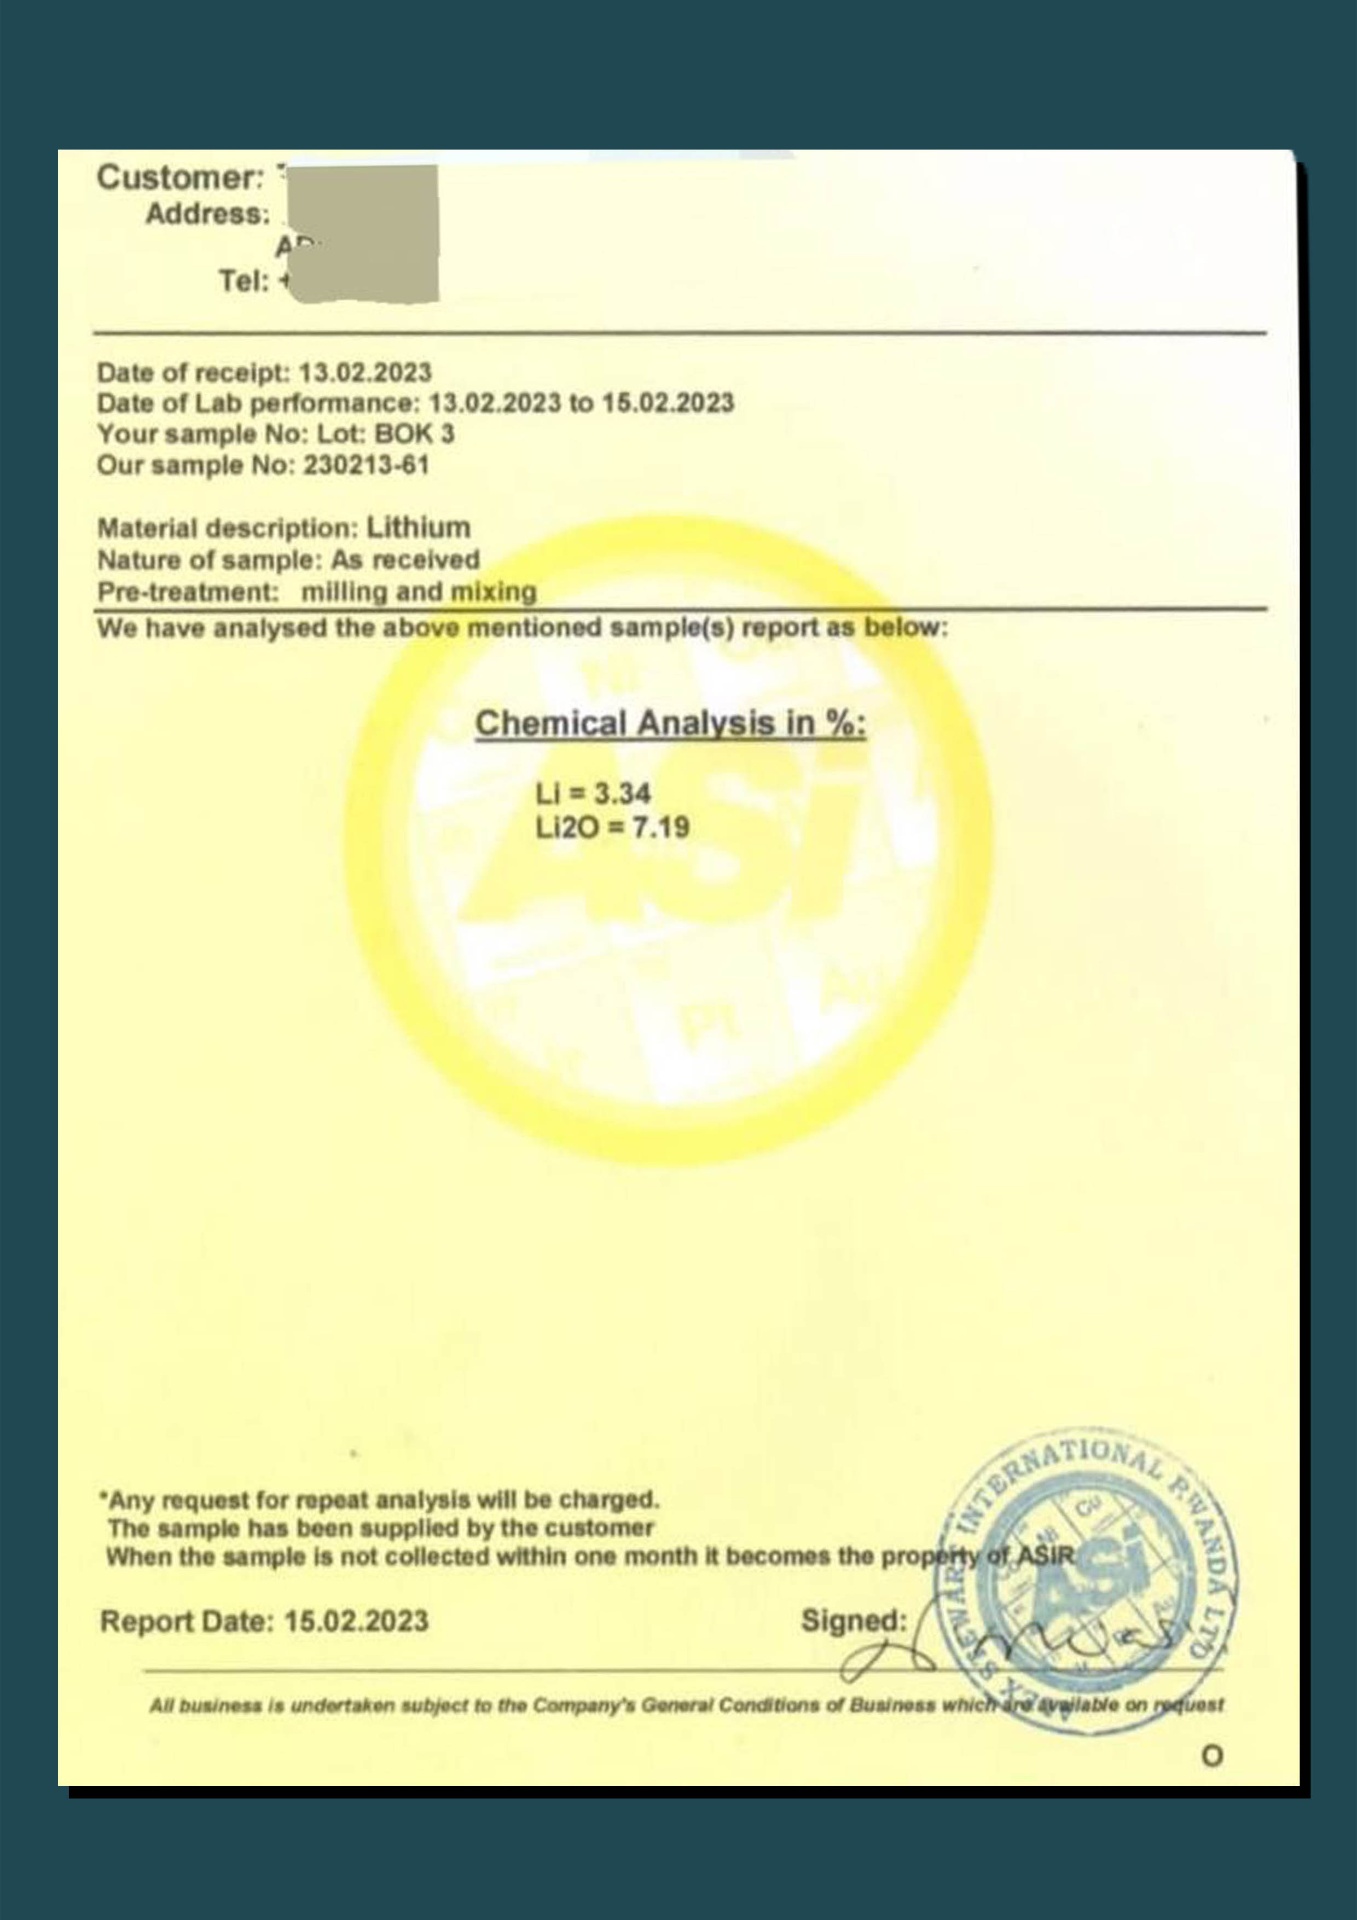 Customer:
Address:
Tel: +
Date of receipt: 13.02.2023
Date of Lab performance: 13.02.2023 to 15.02.2023
Your sample No: Lot: BOK 3
Our sample No: 230213-61
Material description: Lithium
Nature of sample: As received
Pre-treatment: milling and mixing
We have analysed the above mentioned sample(s) report as below:
Chemical Analysis in %:
Li = 3.34
Li2O = 7.19
ASi
Ni
Pt
Au
*Any request for repeat analysis will be charged.
The sample has been supplied by the customer
When the sample is not collected within one month it becomes the property of ASIR
Report Date: 15.02.2023
Signed:
ALEX STEWART INTERNATIONAL RWANDA LTD
ASi
Ni
Cu
Au
All business is undertaken subject to the Company's General Conditions of Business which are available on request
O